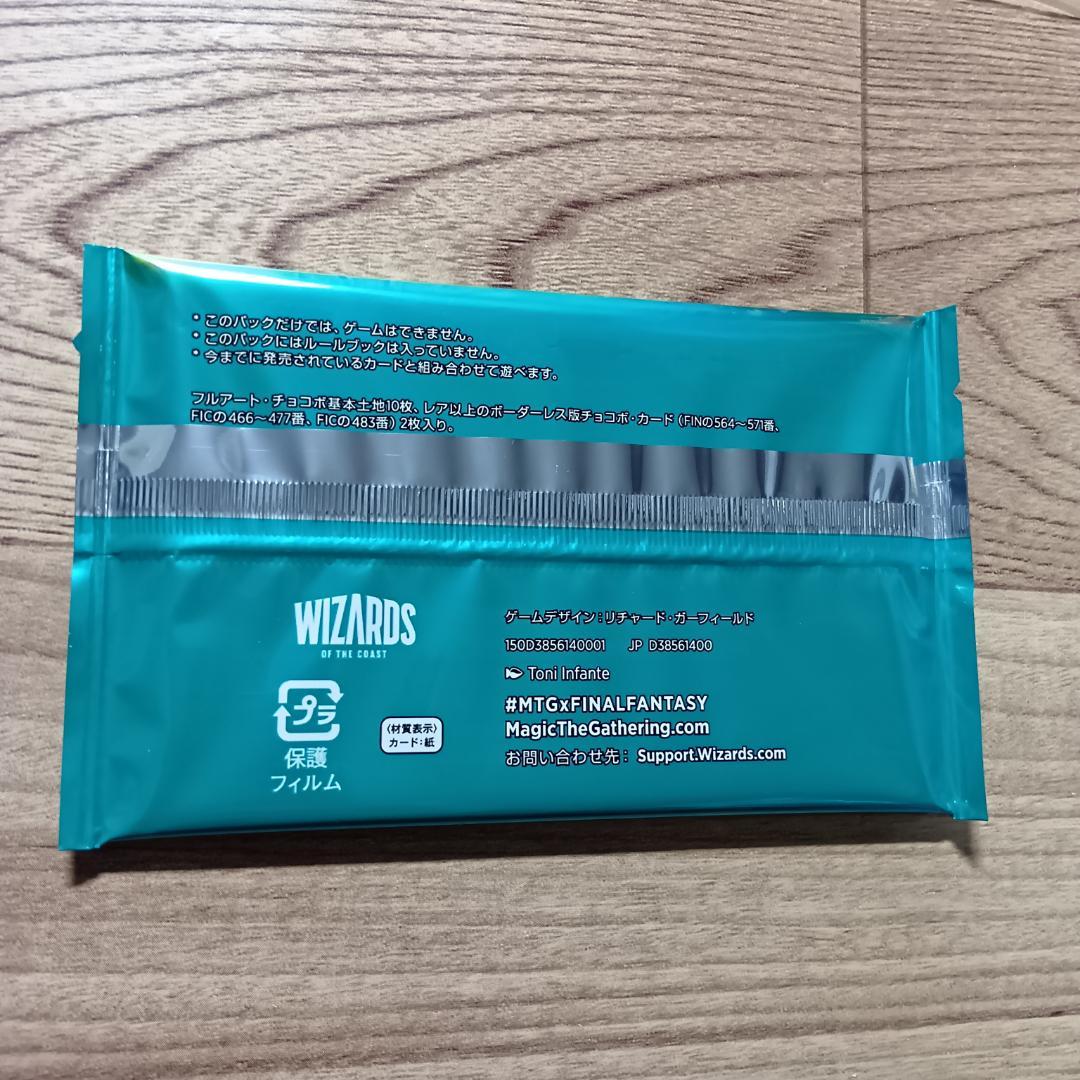 * このパックだけでは、ゲームはできません。
* このパックにはルールブックは入っていません。
* 今までに発売されているカードと組み合わせて遊べます。
フルアート・チョコボ基本土地10枚、レア以上のボーダーレス版チョコボ・カード (FINの564〜571番、
FICの466〜477番、FICの483番) 2枚入り。
WIZARDS
OF THE COAST
プラ
保護
フィルム
〈材質表示〉
カード:紙
ゲームデザイン:リチャード・ガーフィールド
150D3856140001 JP D38561400
Toni Infante
#MTGxFINALFANTASY
MagicTheGathering.com
お問い合わせ先: Support.Wizards.com